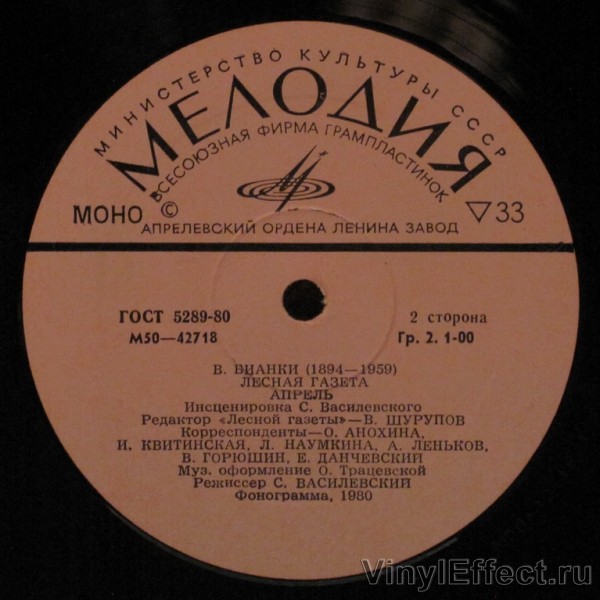 МИНИСТЕРСТВО КУЛЬТУРЫ СССР
МЕЛОДИЯ
ВСЕСОЮЗНАЯ ФИРМА ГРАМПЛАСТИНОК
МОНО © ▽33
АПРЕЛЕВСКИЙ ОРДЕНА ЛЕНИНА ЗАВОД
ГОСТ 5289-80 2 сторона
М50—42718 Гр. 2. 1-00
В. БИАНКИ (1894—1959)
ЛЕСНАЯ ГАЗЕТА
АПРЕЛЬ
Инсценировка С. Василевского
Редактор «Лесной газеты»—В. ШУРУПОВ
Корреспонденты—О. АНОХИНА,
И. КВИТИНСКАЯ, Л. НАУМКИНА, А. ЛЕНЬКОВ,
В. ГОРЮШИН, Е. ДАНЧЕВСКИЙ
Муз. оформление О. Трацевской
Режиссер С. ВАСИЛЕВСКИЙ
Фонограмма, 1980
VinylEffect.ru